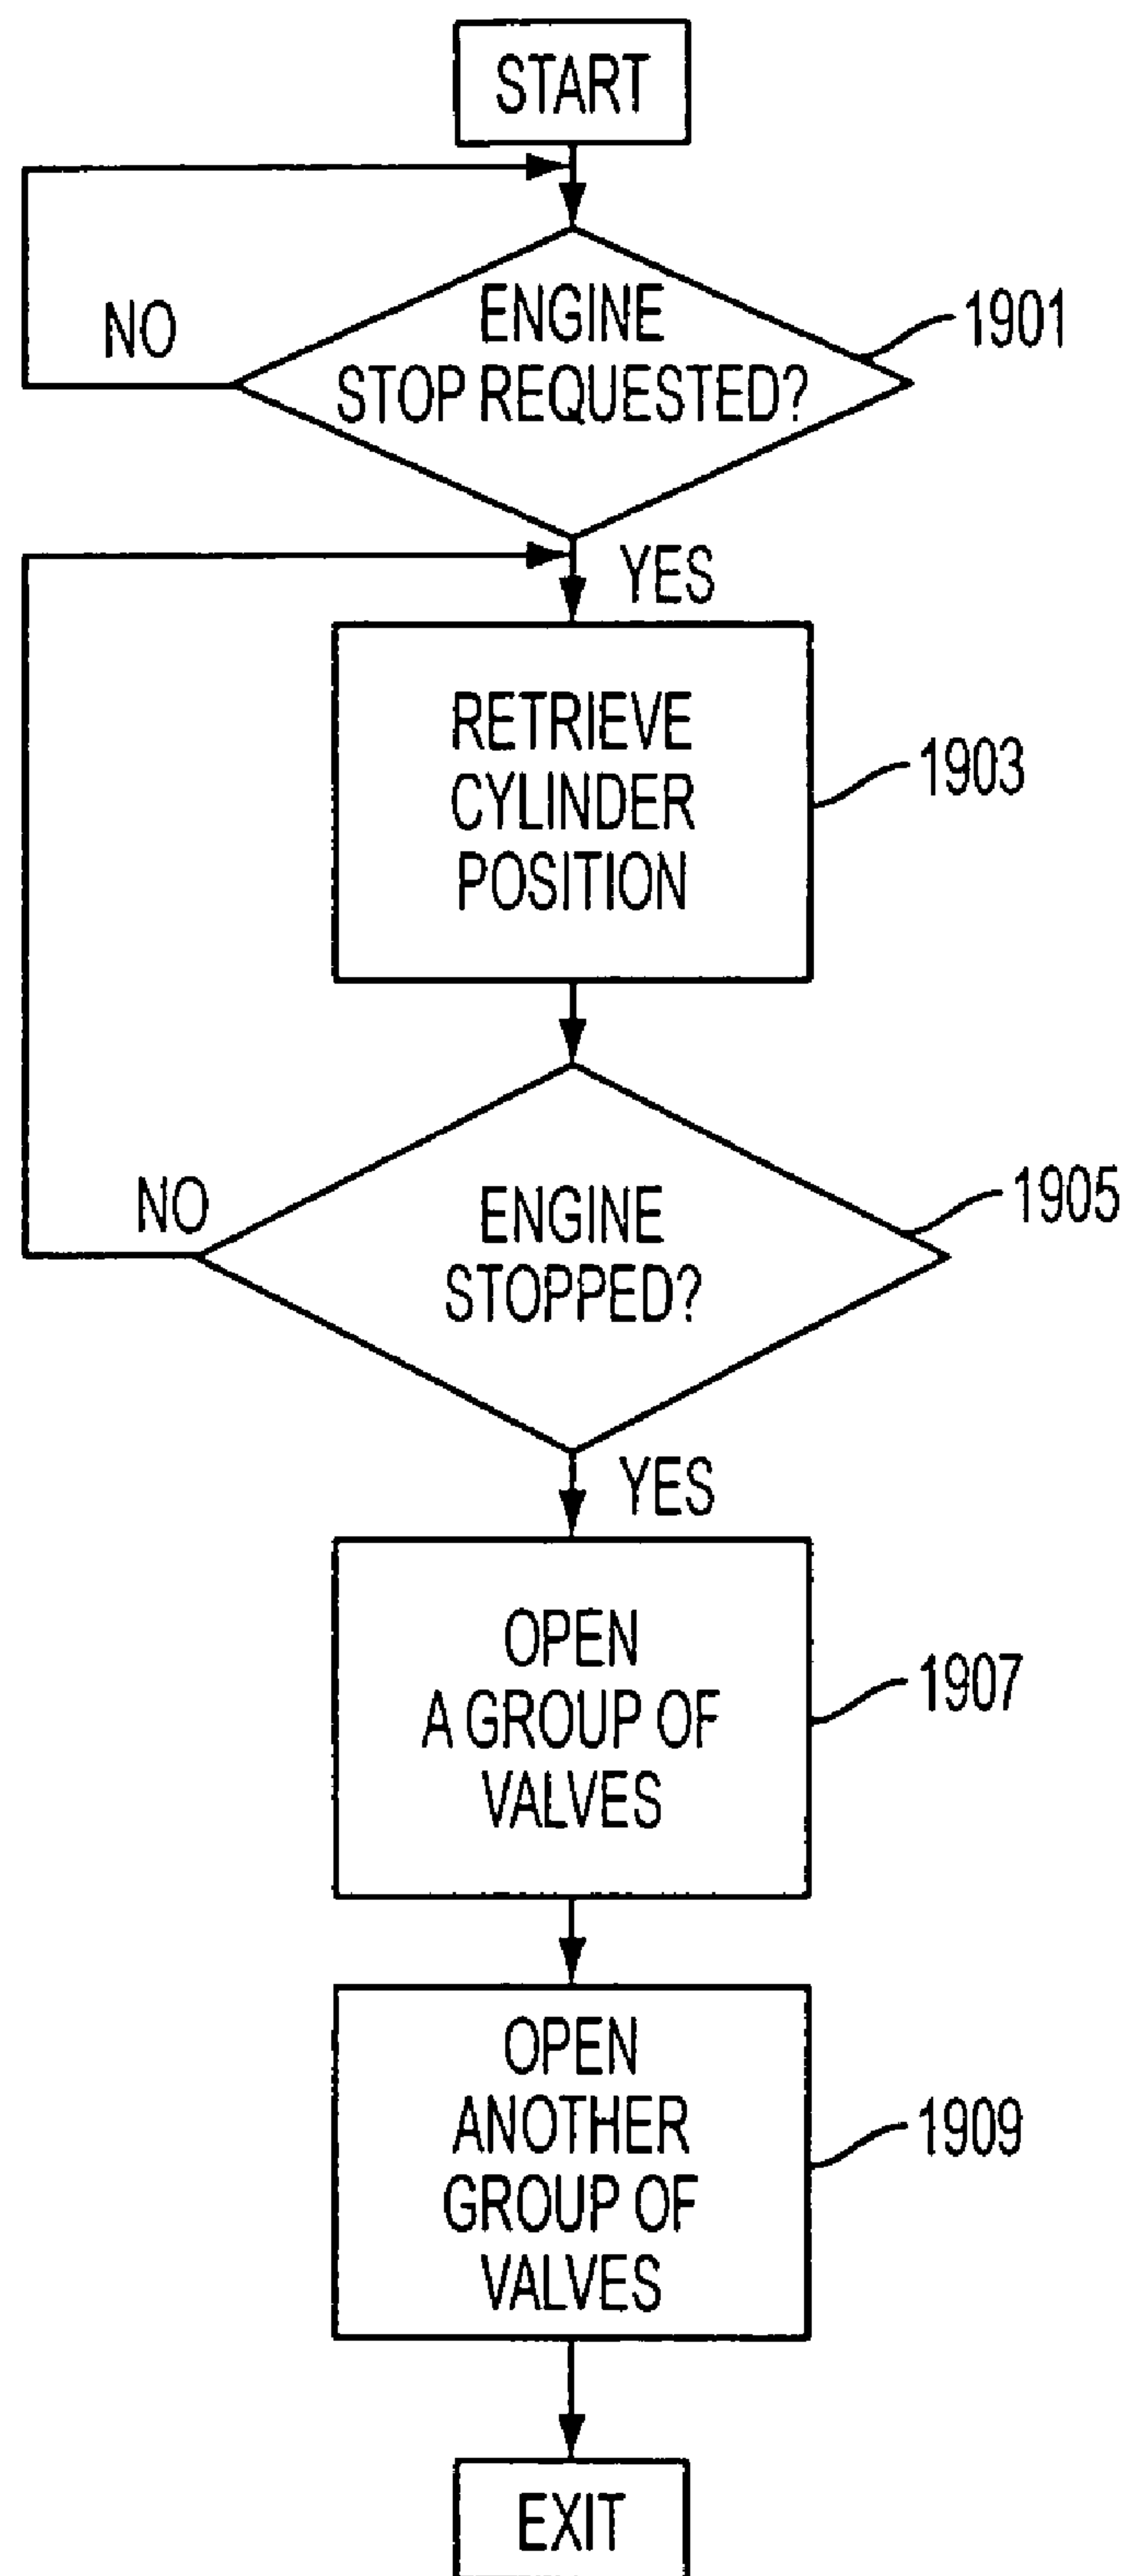 START
NO
ENGINE
STOP REQUESTED?
1901
YES
RETRIEVE
CYLINDER
POSITION
1903
NO
ENGINE
STOPPED?
1905
YES
OPEN
A GROUP OF
VALVES
1907
OPEN
ANOTHER
GROUP OF
VALVES
1909
EXIT